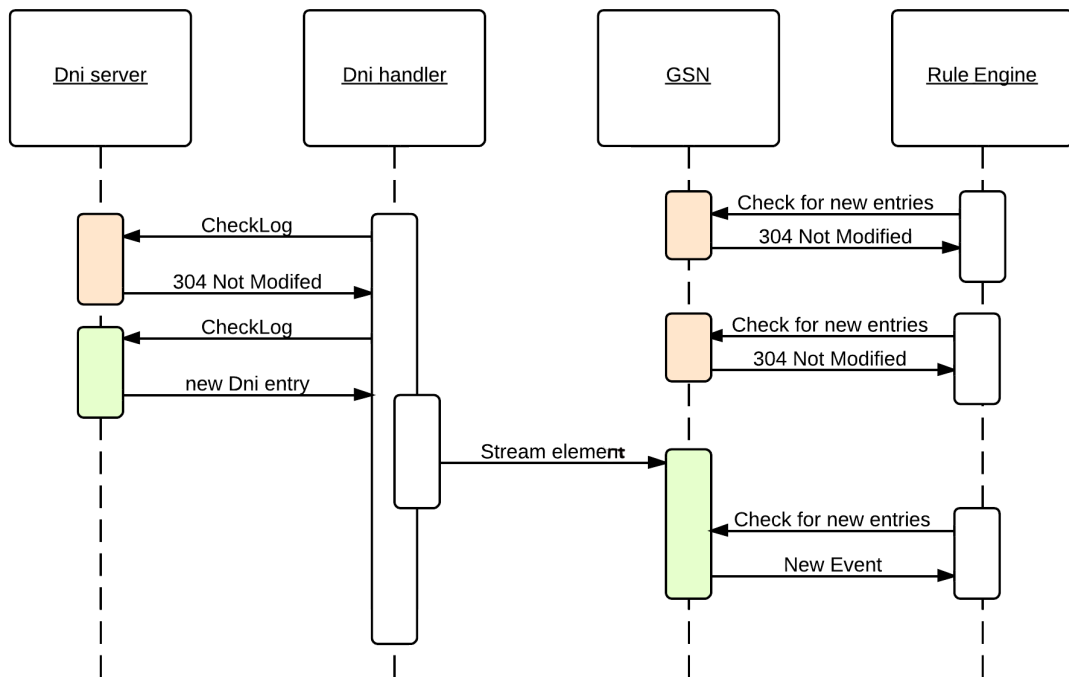 Dni server
Dni handler
GSN
Rule Engine
Check for new entries
CheckLog
304 Not Modified
304 Not Modifed
CheckLog
Check for new entries
304 Not Modified
new Dni entry
Stream element
Check for new entries
New Event